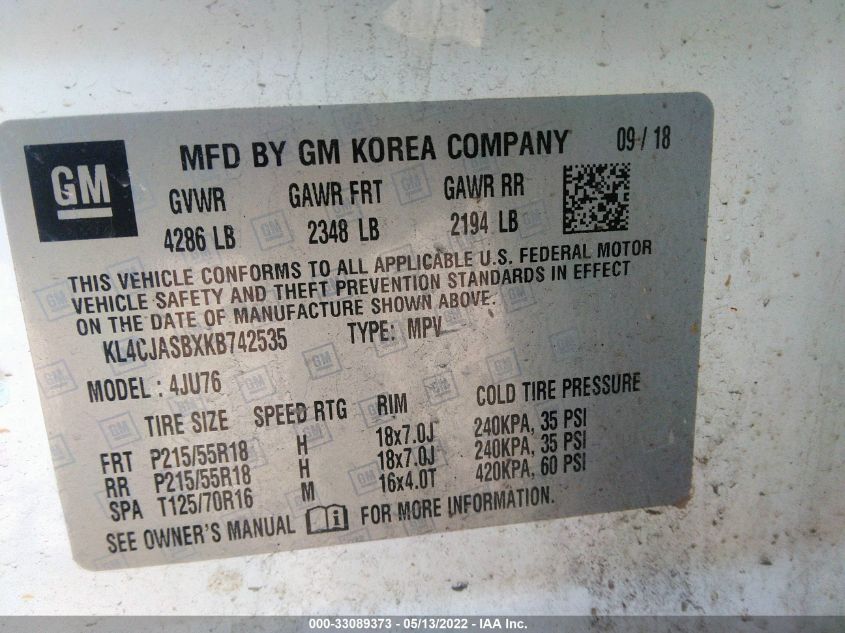 GM
MFD BY GM KOREA COMPANY 09 / 18
GVWR GAWR FRT GAWR RR
4286 LB 2348 LB 2194 LB
THIS VEHICLE CONFORMS TO ALL APPLICABLE U.S. FEDERAL MOTOR
VEHICLE SAFETY AND THEFT PREVENTION STANDARDS IN EFFECT
ON THE DATE OF MANUFACTURE SHOWN ABOVE.
KL4CJASBXKB742535 TYPE: MPV
MODEL : 4JU76
TIRE SIZE SPEED RTG RIM COLD TIRE PRESSURE
FRT P215/55R18 H 18x7.0J 240KPA, 35 PSI
RR P215/55R18 H 18x7.0J 240KPA, 35 PSI
SPA T125/70R16 M 16x4.0T 420KPA, 60 PSI
SEE OWNER'S MANUAL FOR MORE INFORMATION.
000-33089373 - 05/13/2022 - IAA Inc.